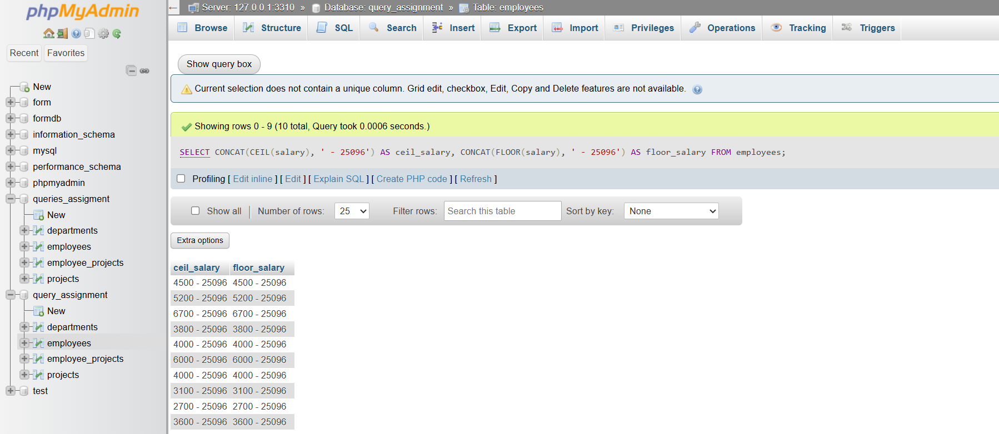 phpMyAdmin
Recent Favorites
New
form
formdb
information_schema
mysql
performance_schema
phpmyadmin
queries_assigment
New
departments
employees
employee_projects
projects
query_assignment
New
departments
employees
employee_projects
projects
test
Server: 127.0.0.1:3310 » Database: query_assignment » Table: employees
Browse Structure SQL Search Insert Export Import Privileges Operations Tracking Triggers
Show query box
Current selection does not contain a unique column. Grid edit, checkbox, Edit, Copy and Delete features are not available.
Showing rows 0 - 9 (10 total, Query took 0.0006 seconds.)
SELECT CONCAT(CEIL(salary), ' - 25096') AS ceil_salary, CONCAT(FLOOR(salary), ' - 25096') AS floor_salary FROM employees;
Profiling [ Edit inline ] [ Edit ] [ Explain SQL ] [ Create PHP code ] [ Refresh ]
Show all | Number of rows: 25 Filter rows: Search this table Sort by key: None
Extra options
ceil_salary floor_salary
4500 - 25096 4500 - 25096
5200 - 25096 5200 - 25096
6700 - 25096 6700 - 25096
3800 - 25096 3800 - 25096
4000 - 25096 4000 - 25096
6000 - 25096 6000 - 25096
4000 - 25096 4000 - 25096
3100 - 25096 3100 - 25096
2700 - 25096 2700 - 25096
3600 - 25096 3600 - 25096